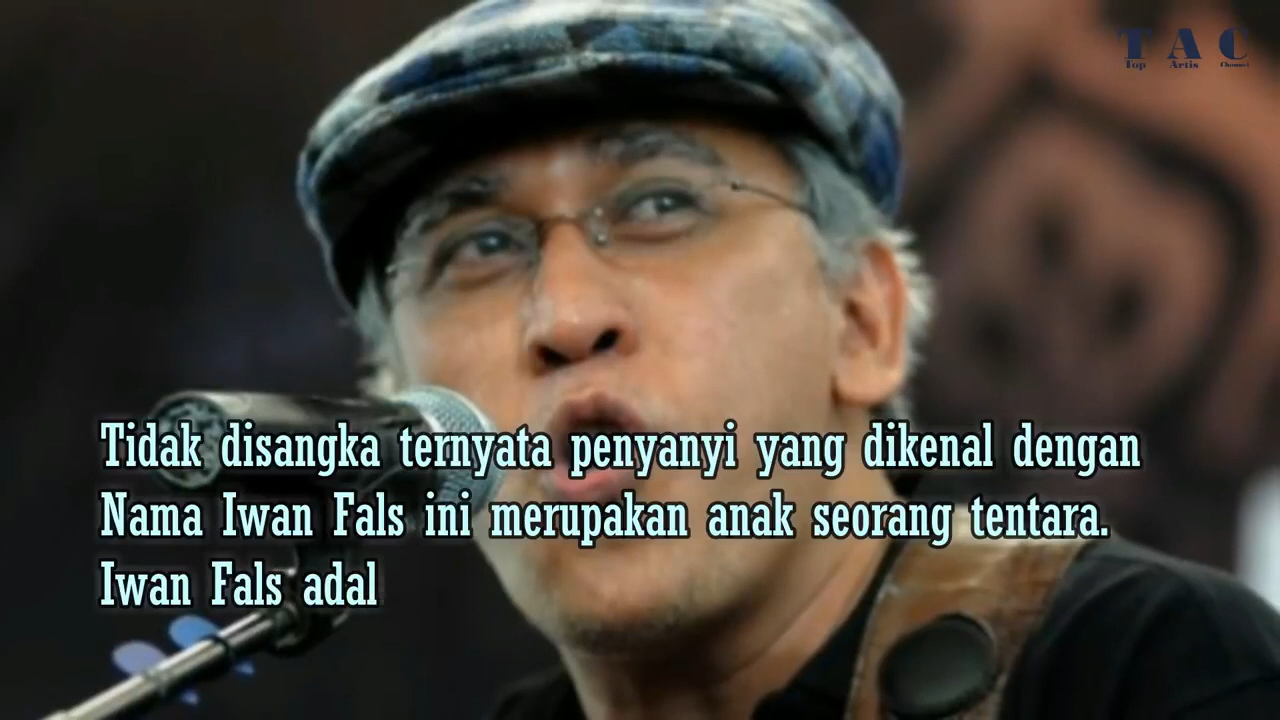 T A C
Top Artis Channel
Tidak disangka ternyata penyanyi yang dikenal dengan
Nama Iwan Fals ini merupakan anak seorang tentara.
Iwan Fals adal